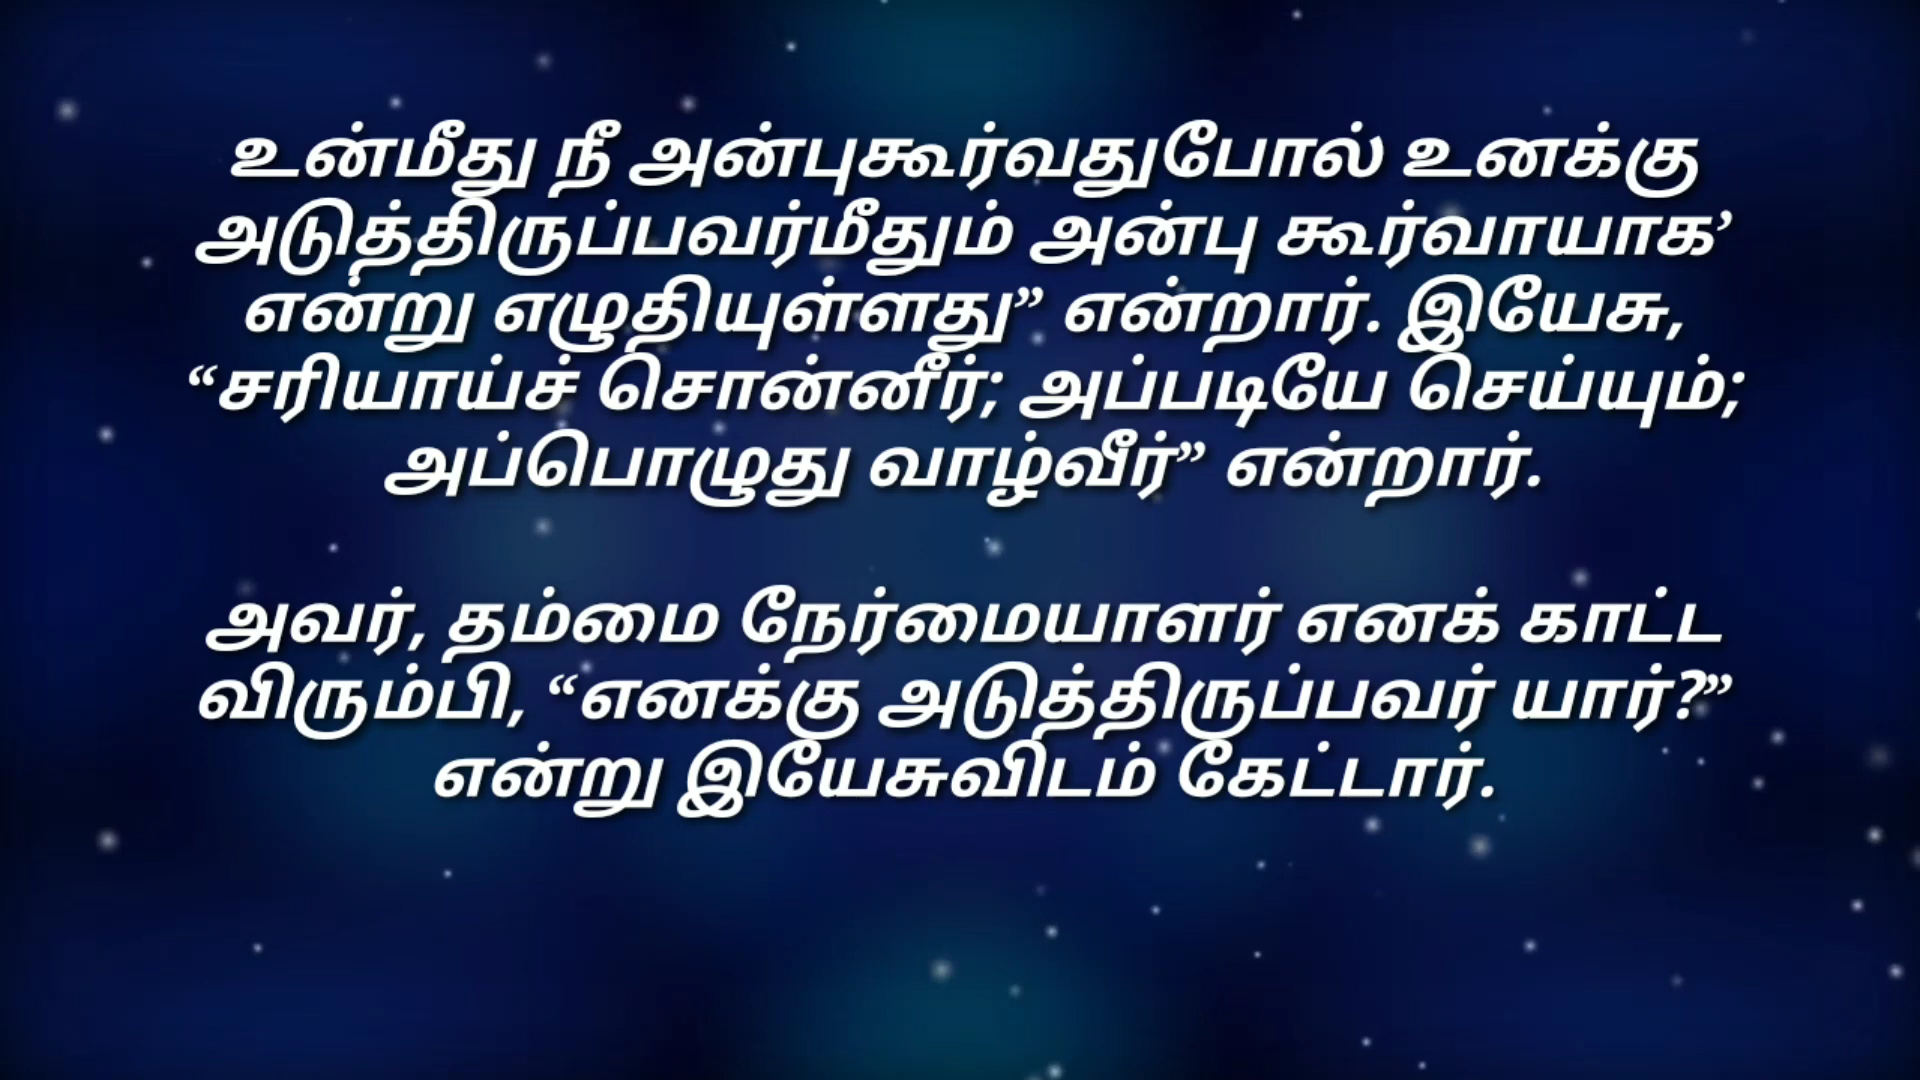 உன்மீது நீ அன்புகூர்வதுபோல் உனக்கு
அடுத்திருப்பவர்மீதும் அன்பு கூர்வாயாக’
என்று எழுதியுள்ளது” என்றார். இயேசு,
“சரியாய்ச் சொன்னீர்; அப்படியே செய்யும்;
அப்பொழுது வாழ்வீர்” என்றார்.
அவர், தம்மை நேர்மையாளர் எனக் காட்ட
விரும்பி, “எனக்கு அடுத்திருப்பவர் யார்?”
என்று இயேசுவிடம் கேட்டார்.